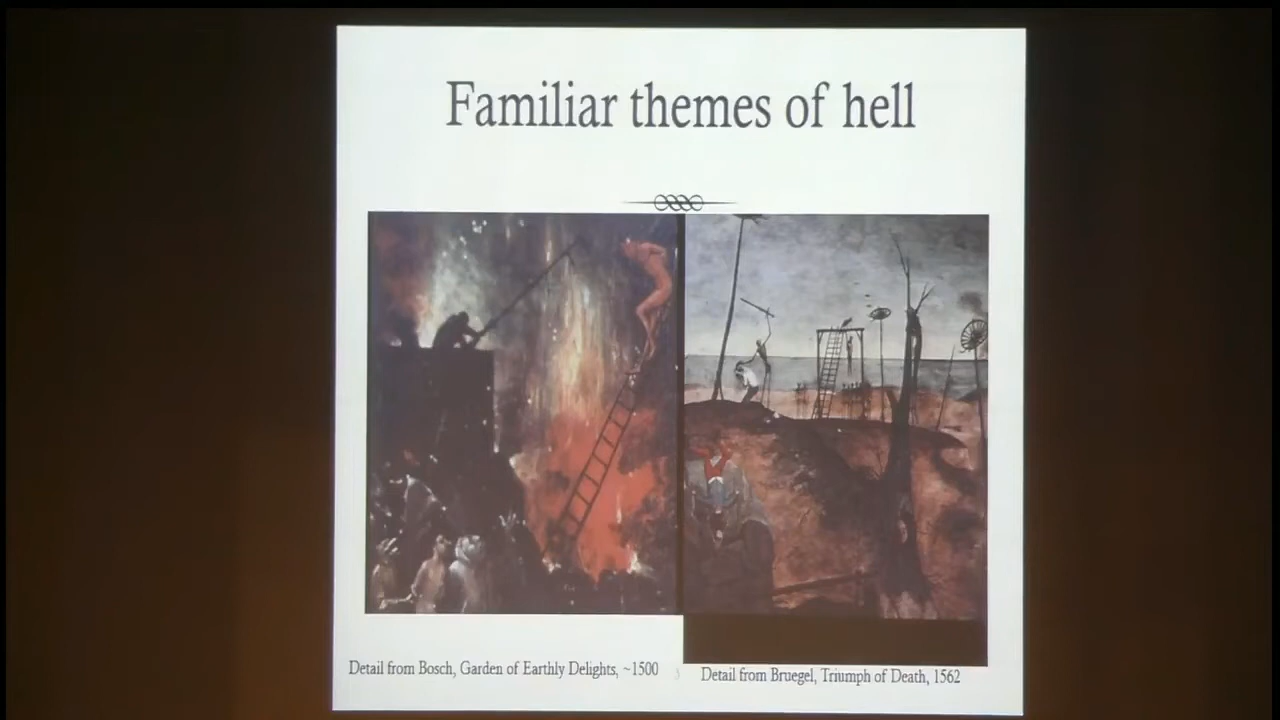 Familiar themes of hell
Detail from Bosch, Garden of Earthly Delights, ~1500
3
Detail from Bruegel, Triumph of Death, 1562